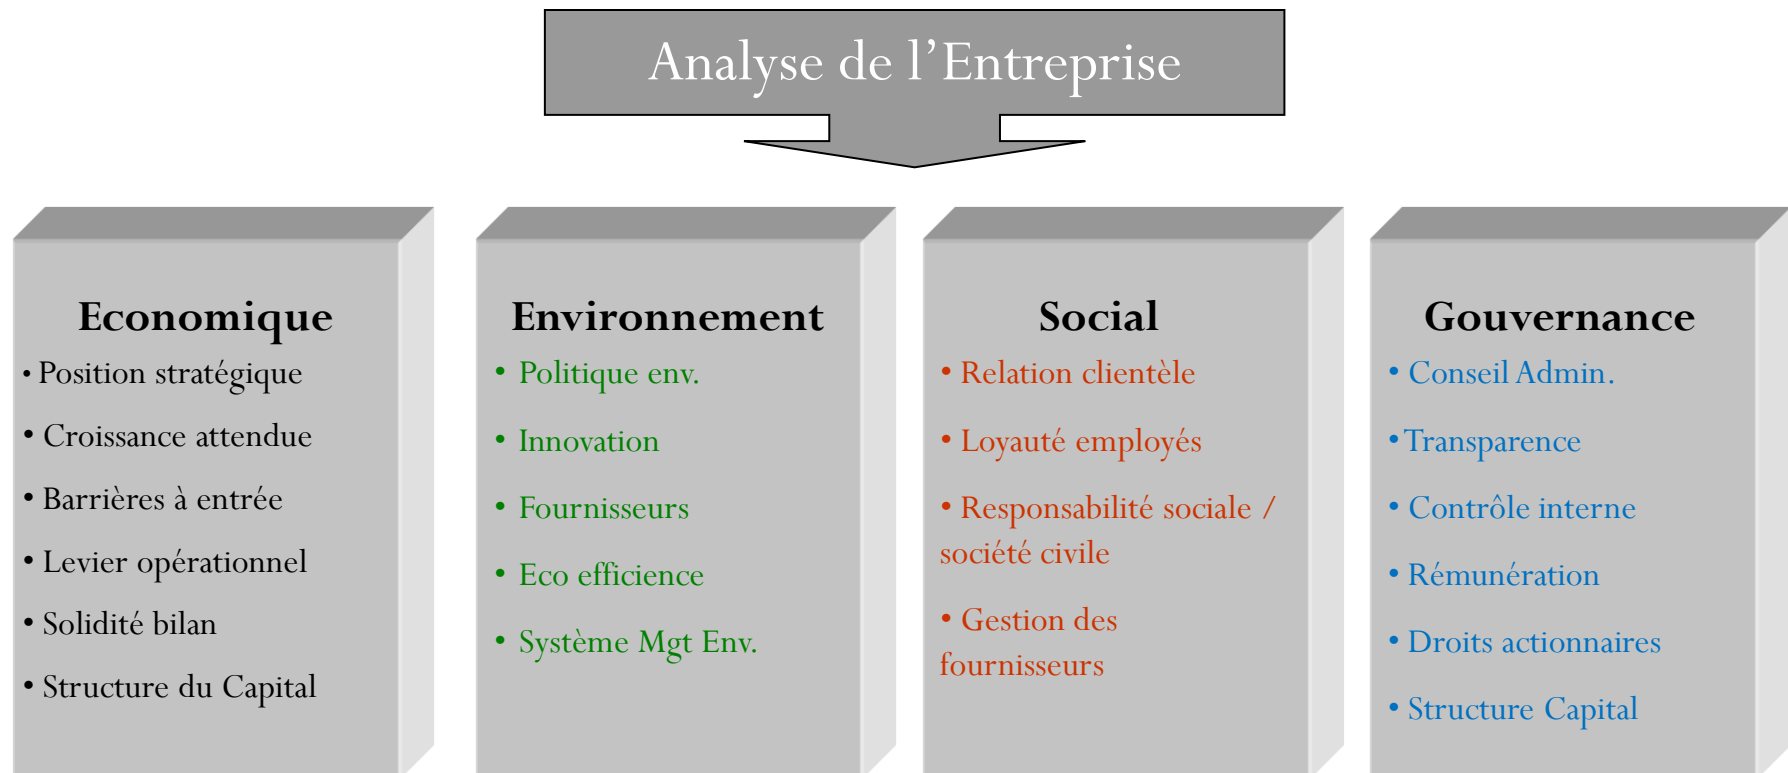 Analyse de l’Entreprise
Economique
• Position stratégique
• Croissance attendue
• Barrières à entrée
• Levier opérationnel
• Solidité bilan
• Structure du Capital
Environnement
• Politique env.
• Innovation
• Fournisseurs
• Eco efficience
• Système Mgt Env.
Social
• Relation clientèle
• Loyauté employés
• Responsabilité sociale /
société civile
• Gestion des
fournisseurs
Gouvernance
• Conseil Admin.
• Transparence
• Contrôle interne
• Rémunération
• Droits actionnaires
• Structure Capital